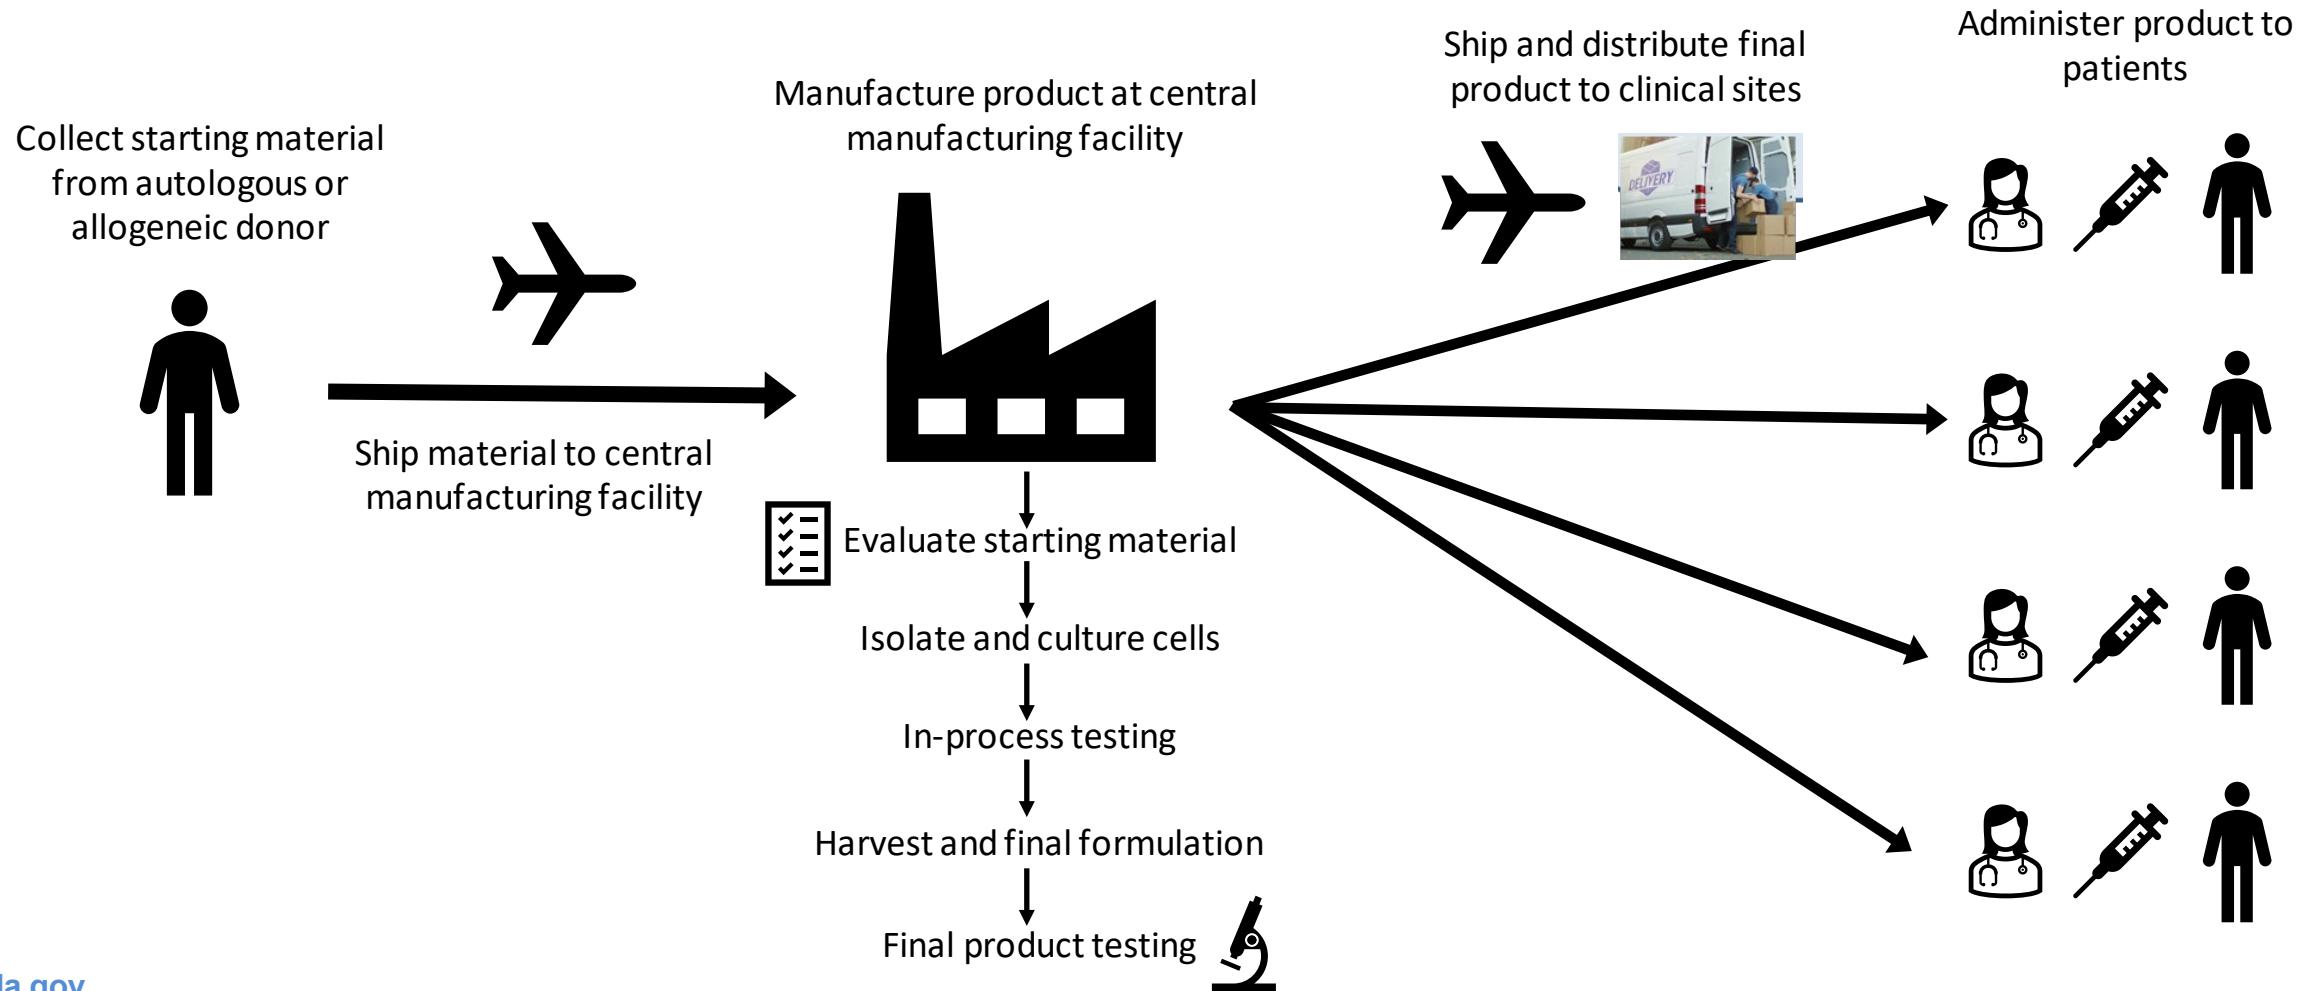 Collect starting material
from autologous or
allogeneic donor
Ship material to central
manufacturing facility
Manufacture product at central
manufacturing facility
Evaluate starting material
Isolate and culture cells
In-process testing
Harvest and final formulation
Final product testing
Ship and distribute final
product to clinical sites
DELIVERY
Administer product to
patients